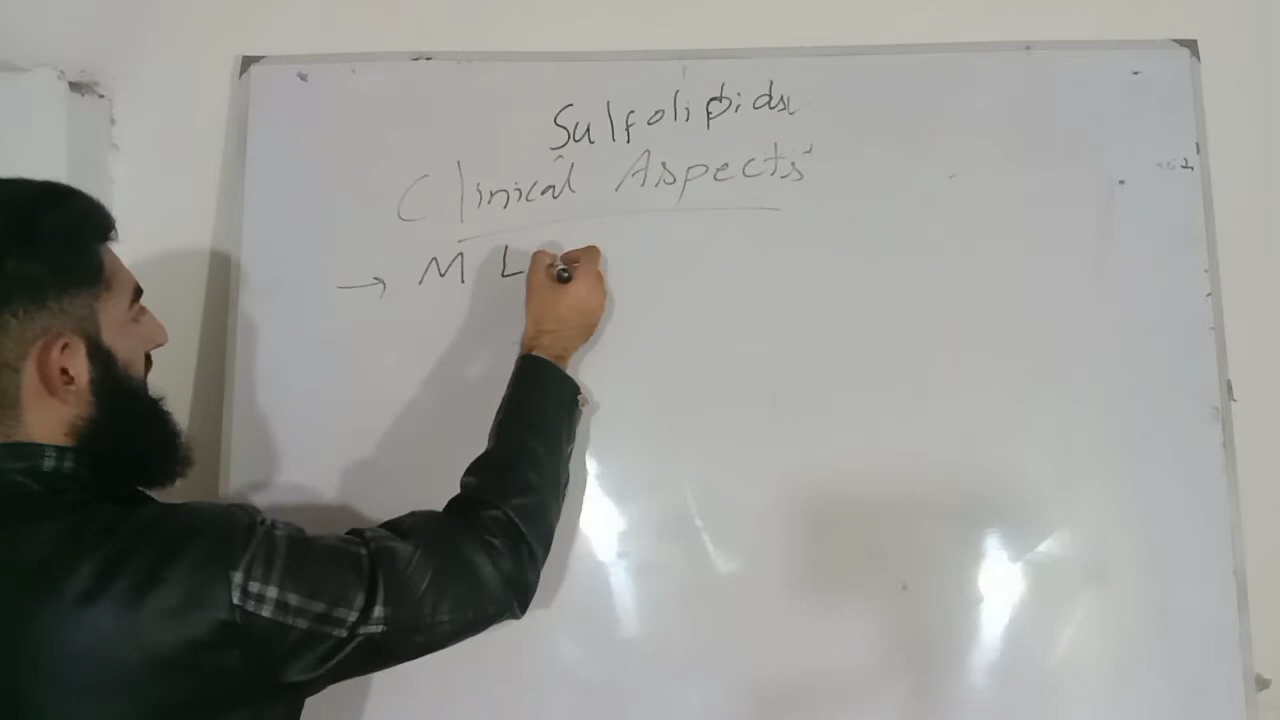 Sulfolipids
Clinical Aspects
→ M L